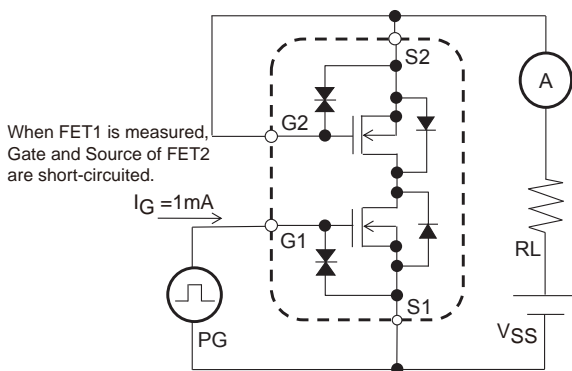 S2
A
G2
When FET1 is measured,
Gate and Source of FET2
are short-circuited.
IG =1mA
G1
RL
S1
VSS
PG